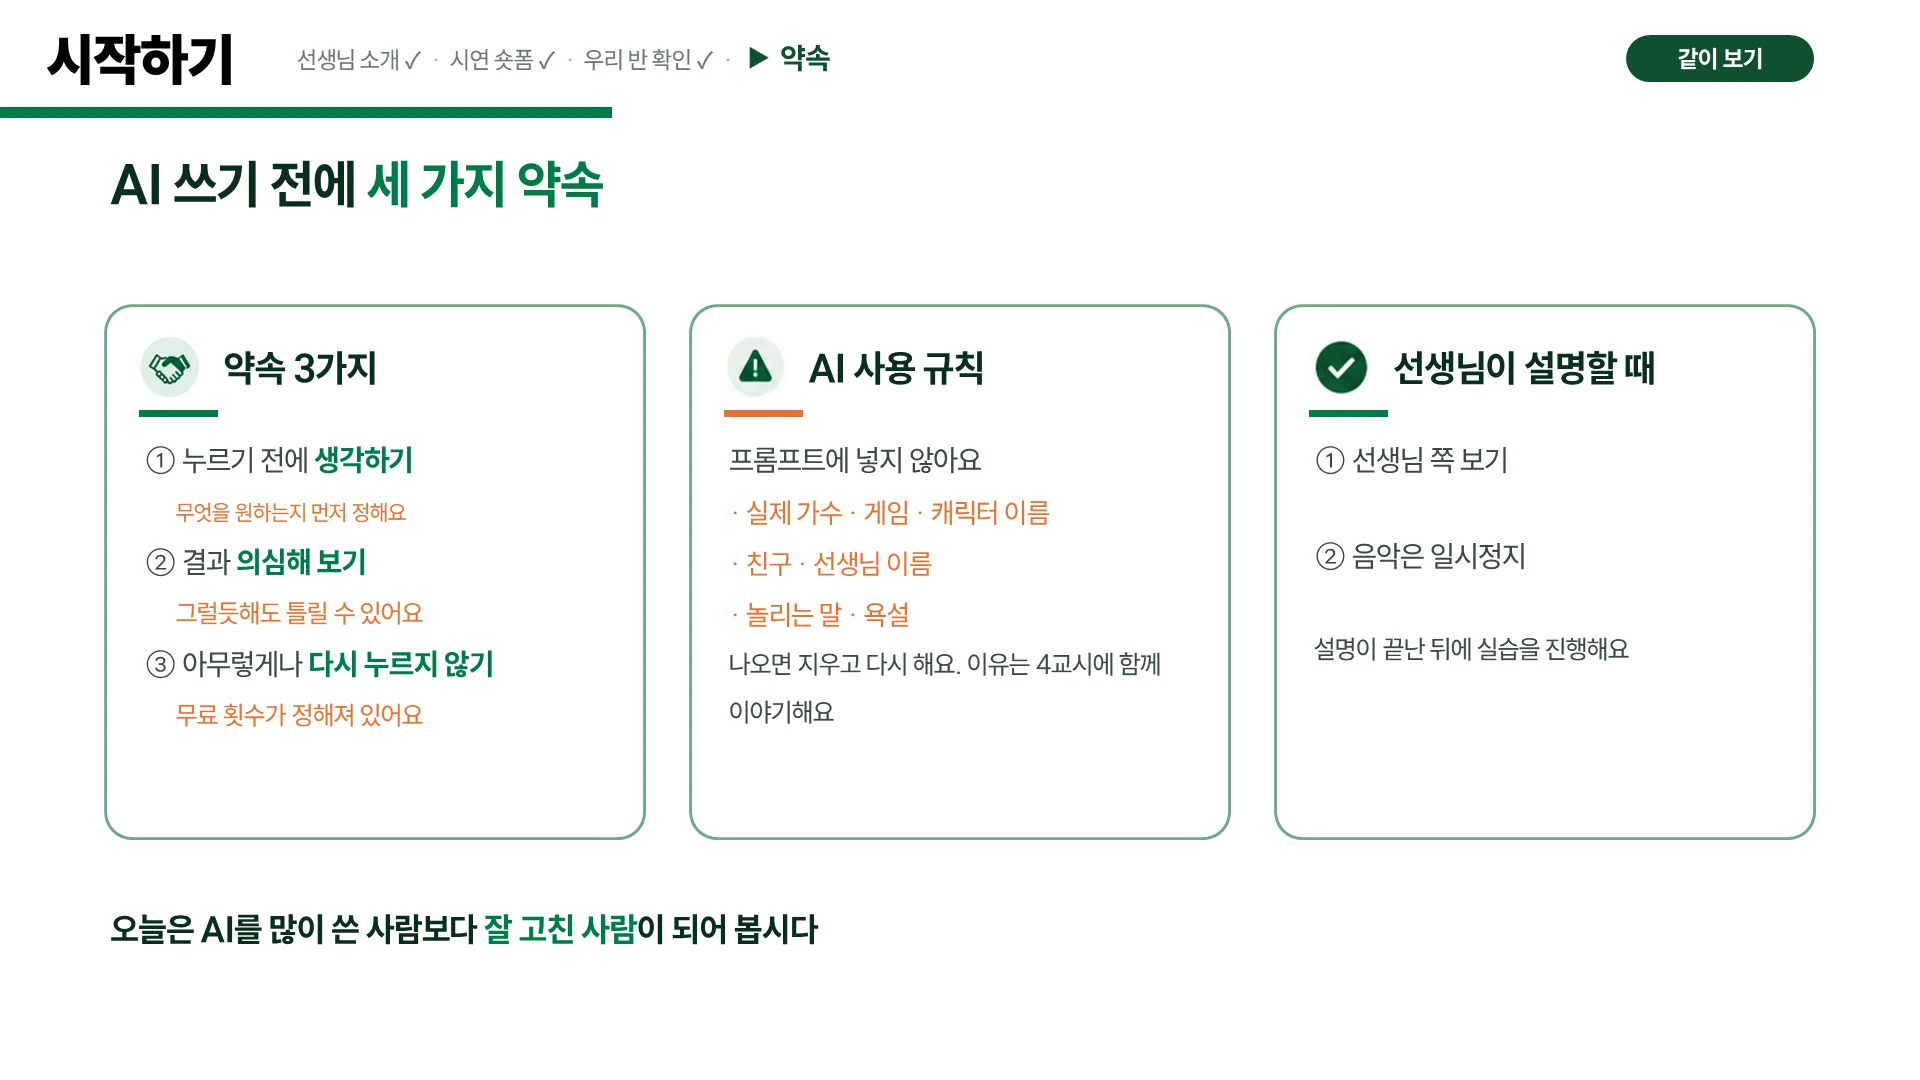 시작하기
선생님 소개 ✓ · 시연 숏폼 ✓ · 우리 반 확인 ✓ · ▶ 약속
같이 보기
AI 쓰기 전에 세 가지 약속
약속 3가지
① 누르기 전에 생각하기
무엇을 원하는지 먼저 정해요
② 결과 의심해 보기
그럴듯해도 틀릴 수 있어요
③ 아무렇게나 다시 누르지 않기
무료 횟수가 정해져 있어요
AI 사용 규칙
프롬프트에 넣지 않아요
· 실제 가수 · 게임 · 캐릭터 이름
· 친구 · 선생님 이름
· 놀리는 말 · 욕설
나오면 지우고 다시 해요. 이유는 4교시에 함께
이야기해요
선생님이 설명할 때
① 선생님 쪽 보기
② 음악은 일시정지
설명이 끝난 뒤에 실습을 진행해요
오늘은 AI를 많이 쓴 사람보다 잘 고친 사람이 되어 봅시다